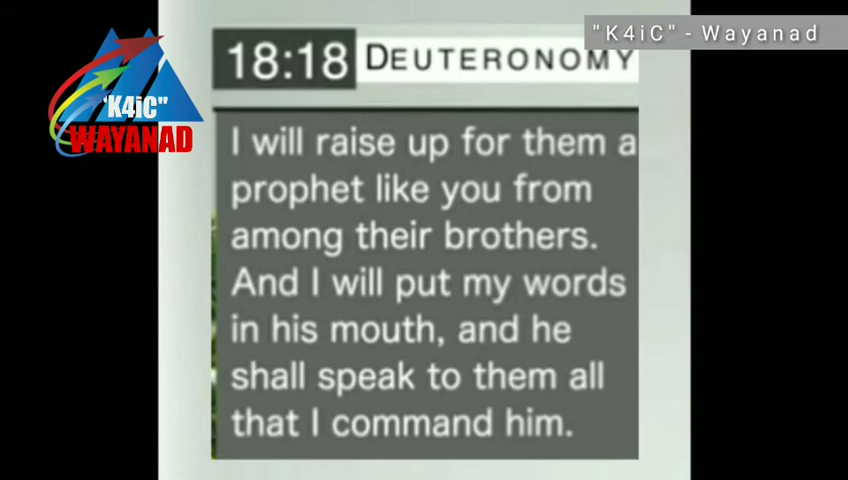 "K4iC" - Wayanad
"K4iC"
WAYANAD
18:18 DEUTERONOMY
I will raise up for them a
prophet like you from
among their brothers.
And I will put my words
in his mouth, and he
shall speak to them all
that I command him.